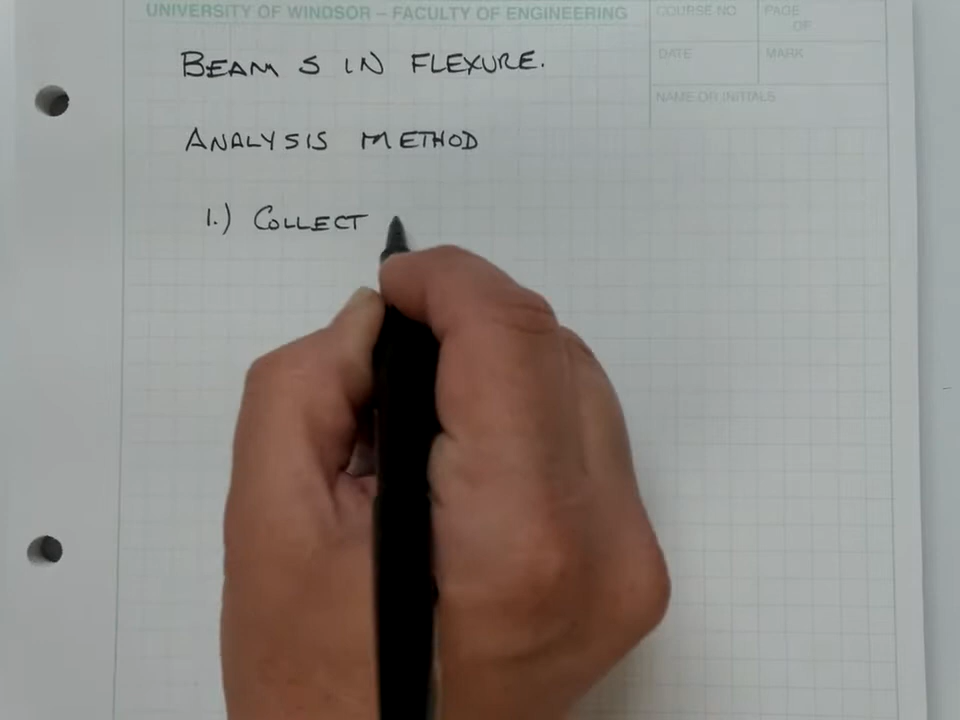 UNIVERSITY OF WINDSOR – FACULTY OF ENGINEERING
COURSE NO.
PAGE
OF
DATE
MARK
NAME OR INITIALS
BEAM S IN FLEXURE.
ANALYSIS METHOD
1.) COLLECT